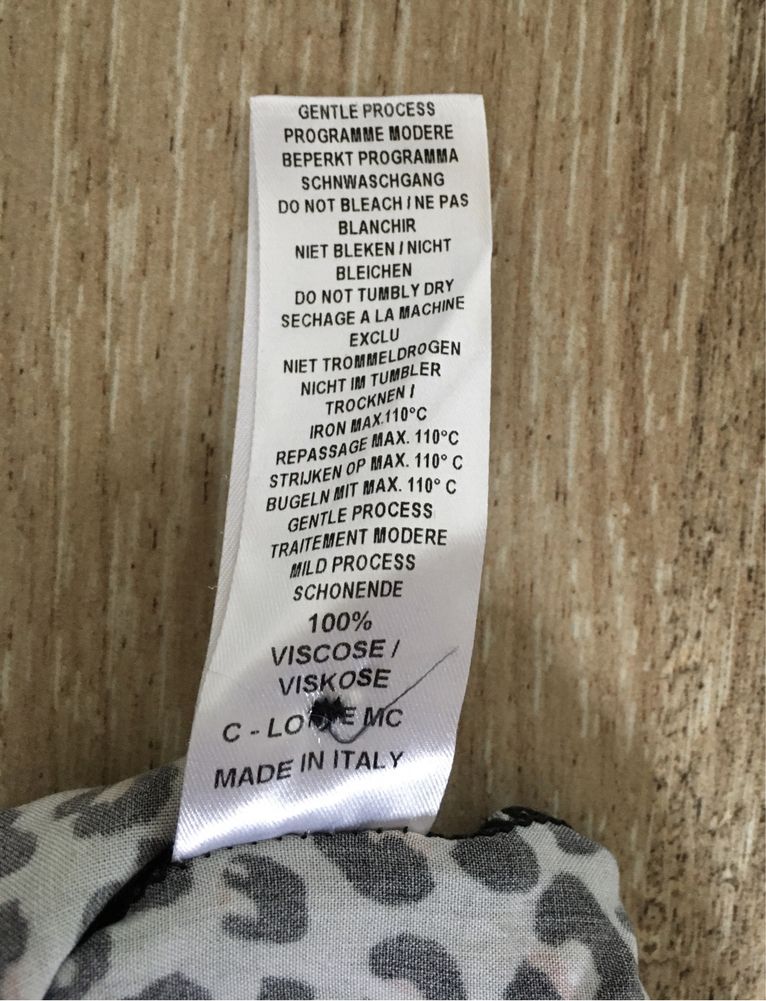 GENTLE PROCESS
PROGRAMME MODERE
BEPERKT PROGRAMMA
SCHNWASCHGANG
DO NOT BLEACH / NE PAS
BLANCHIR
NIET BLEKEN / NICHT
BLEICHEN
DO NOT TUMBLY DRY
SECHAGE A LA MACHINE
EXCLU
NIET TROMMELDROGEN
NICHT IM TUMBLER
TROCKNEN /
IRON MAX.110°C
REPASSAGE MAX. 110°C
STRIJKEN OP MAX. 110° C
BUGELN MIT MAX. 110° C
GENTLE PROCESS
TRAITEMENT MODERE
MILD PROCESS
SCHONENDE
100%
VISCOSE /
VISKOSE
C - MC
MADE IN ITALY